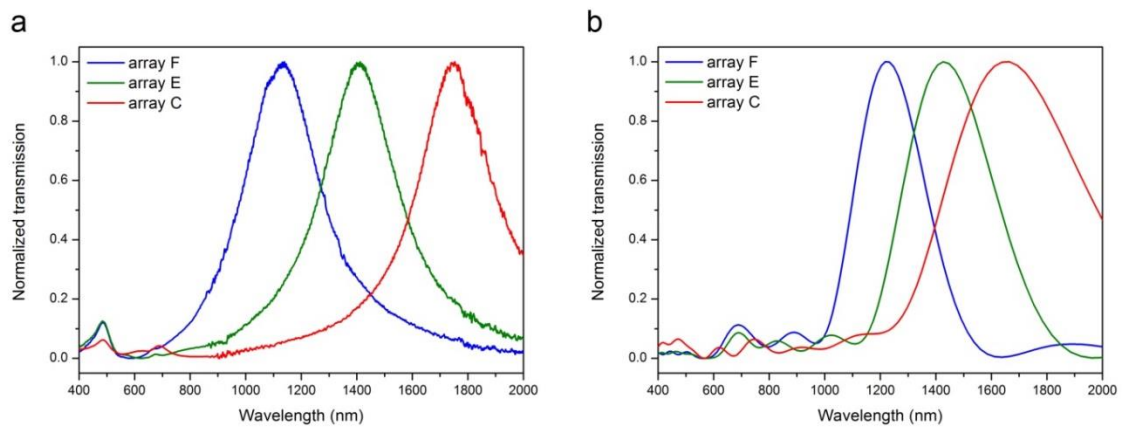 a
array F
array E
array C
1.0
0.8
0.6
0.4
0.2
0.0
Normalized transmission
400 600 800 1000 1200 1400 1600 1800 2000
Wavelength (nm)
b
array F
array E
array C
1.0
0.8
0.6
0.4
0.2
0.0
Normalized transmission
400 600 800 1000 1200 1400 1600 1800 2000
Wavelength (nm)